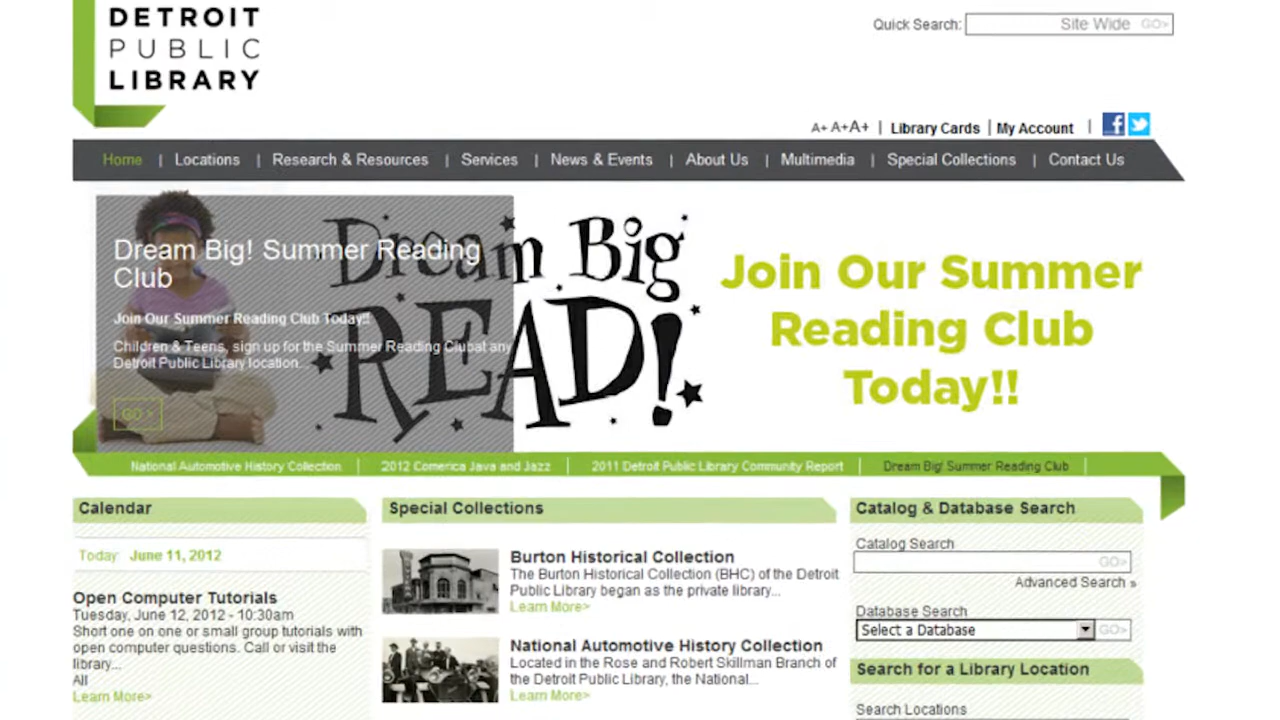 DETROIT
PUBLIC
LIBRARY
Quick Search: Site Wide GO>
A+ A+ A+ | Library Cards | My Account |
Home | Locations | Research & Resources | Services | News & Events | About Us | Multimedia | Special Collections | Contact Us
Dream Big! Summer Reading
Club
Join Our Summer Reading Club Today!!
Children & Teens, sign up for the Summer Reading Clubat any
Detroit Public Library location.
GO >
Dream Big
READ!
Join Our Summer
Reading Club
Today!!
National Automotive History Collection | 2012 Comerica Java and Jazz | 2011 Detroit Public Library Community Report | Dream Big! Summer Reading Club |
Calendar
Today: June 11, 2012
Open Computer Tutorials
Tuesday, June 12, 2012 - 10:30am
Short one on one or small group tutorials with
open computer questions. Call or visit the
library...
All
Learn More>
Special Collections
Burton Historical Collection
The Burton Historical Collection (BHC) of the Detroit
Public Library began as the private library...
Learn More>
National Automotive History Collection
Located in the Rose and Robert Skillman Branch of
the Detroit Public Library, the National...
Learn More>
Catalog & Database Search
Catalog Search
GO>
Advanced Search »
Database Search
Select a Database GO>
Search for a Library Location
Search Locations